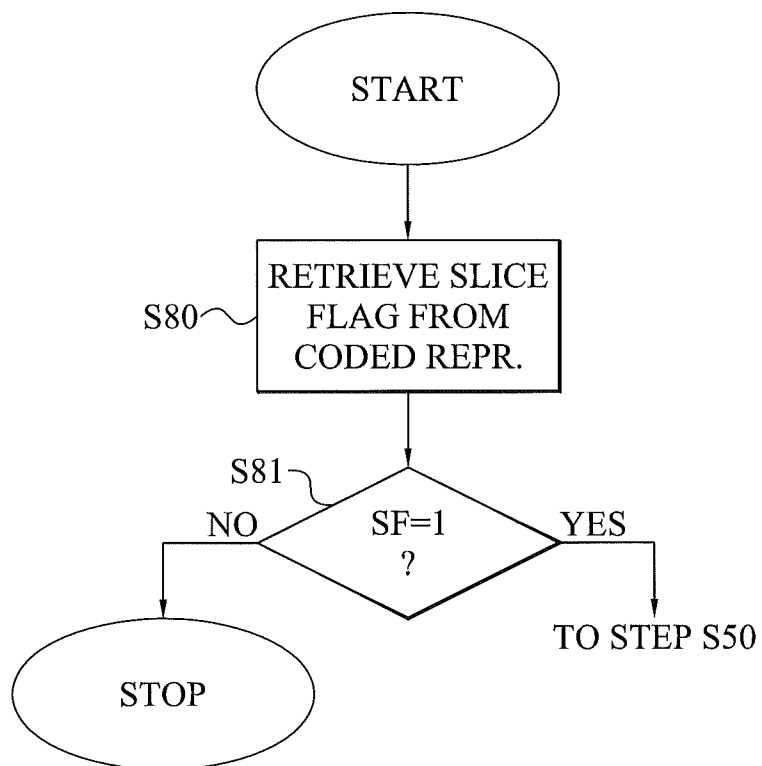 START
RETRIEVE SLICE
FLAG FROM
CODED REPR.
S80
S81
NO
SF=1
?
YES
TO STEP S50
STOP